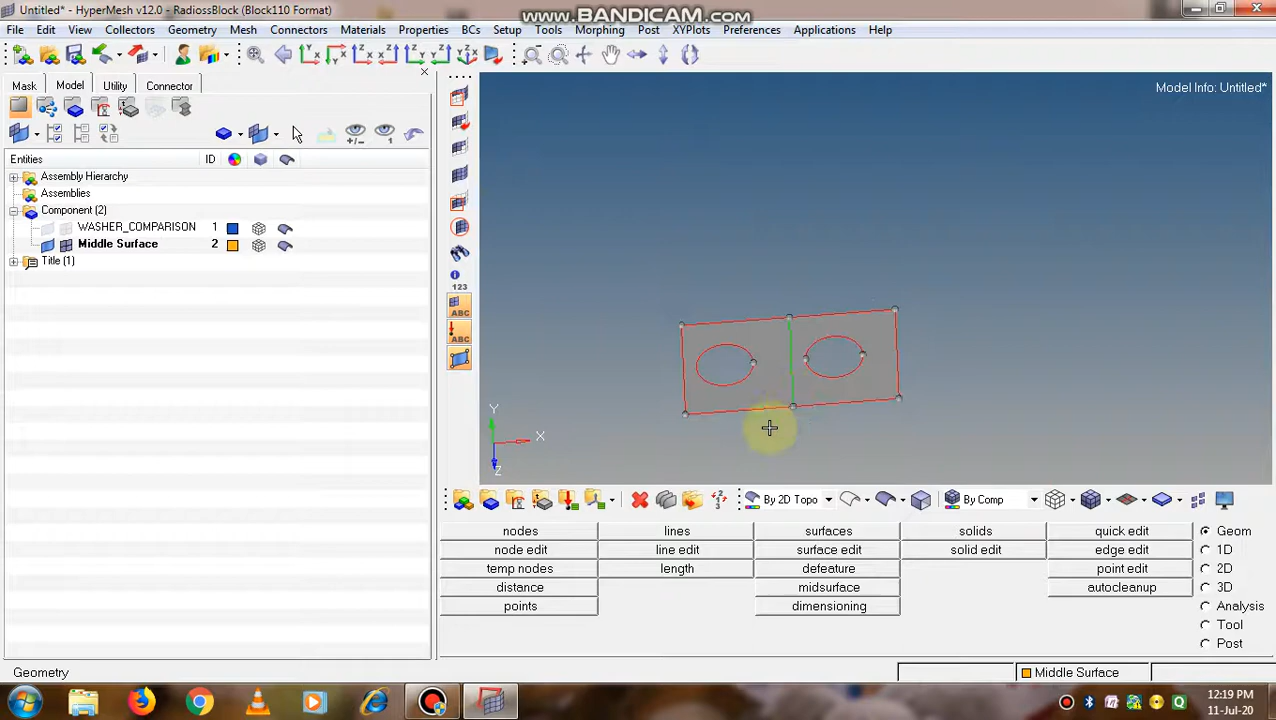 Untitled* - HyperMesh v12.0 - RadiossBlock (Block110 Format)
www.BANDICAM.com
File Edit View Collectors Geometry Mesh Connectors Materials Properties BCs Setup Tools Morphing Post XYPlots Preferences Applications Help
Mask Model Utility Connector
Model Info: Untitled*
Entities ID
Assembly Hierarchy
Assemblies
Component (2)
WASHER_COMPARISON 1
Middle Surface 2
Title (1)
123
ABC
ABC
Y
X
Z
By 2D Topo
By Comp
nodes lines surfaces solids quick edit Geom
node edit line edit surface edit solid edit edge edit 1D
temp nodes length defeature point edit 2D
distance midsurface autocleanup 3D
points dimensioning Analysis
Tool
Post
Geometry
Middle Surface
12:19 PM
11-Jul-20